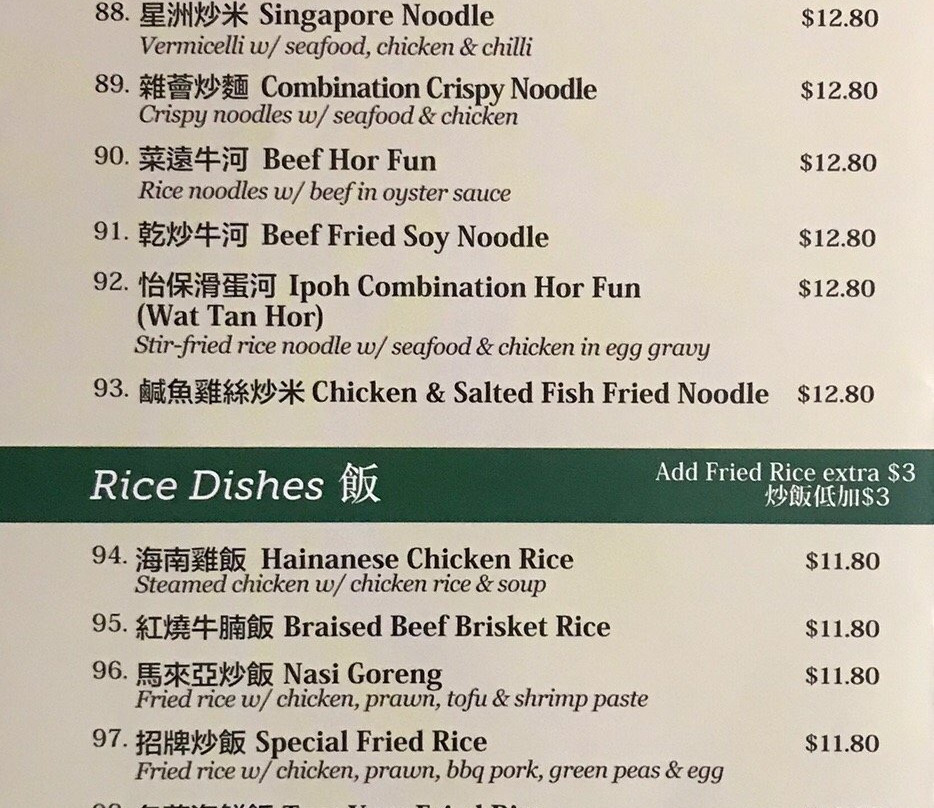 88. 星洲炒米 Singapore Noodle $12.80
Vermicelli w/ seafood, chicken & chilli
89. 雜薈炒麵 Combination Crispy Noodle $12.80
Crispy noodles w/ seafood & chicken
90. 菜遠牛河 Beef Hor Fun $12.80
Rice noodles w/ beef in oyster sauce
91. 乾炒牛河 Beef Fried Soy Noodle $12.80
92. 怡保滑蛋河 Ipoh Combination Hor Fun $12.80
(Wat Tan Hor)
Stir-fried rice noodle w/ seafood & chicken in egg gravy
93. 鹹魚雞絲炒米 Chicken & Salted Fish Fried Noodle $12.80
Rice Dishes 飯
Add Fried Rice extra $3
炒飯低加$3
94. 海南雞飯 Hainanese Chicken Rice $11.80
Steamed chicken w/ chicken rice & soup
95. 紅燒牛腩飯 Braised Beef Brisket Rice $11.80
96. 馬來亞炒飯 Nasi Goreng $11.80
Fried rice w/ chicken, prawn, tofu & shrimp paste
97. 招牌炒飯 Special Fried Rice $11.80
Fried rice w/ chicken, prawn, bbq pork, green peas & egg